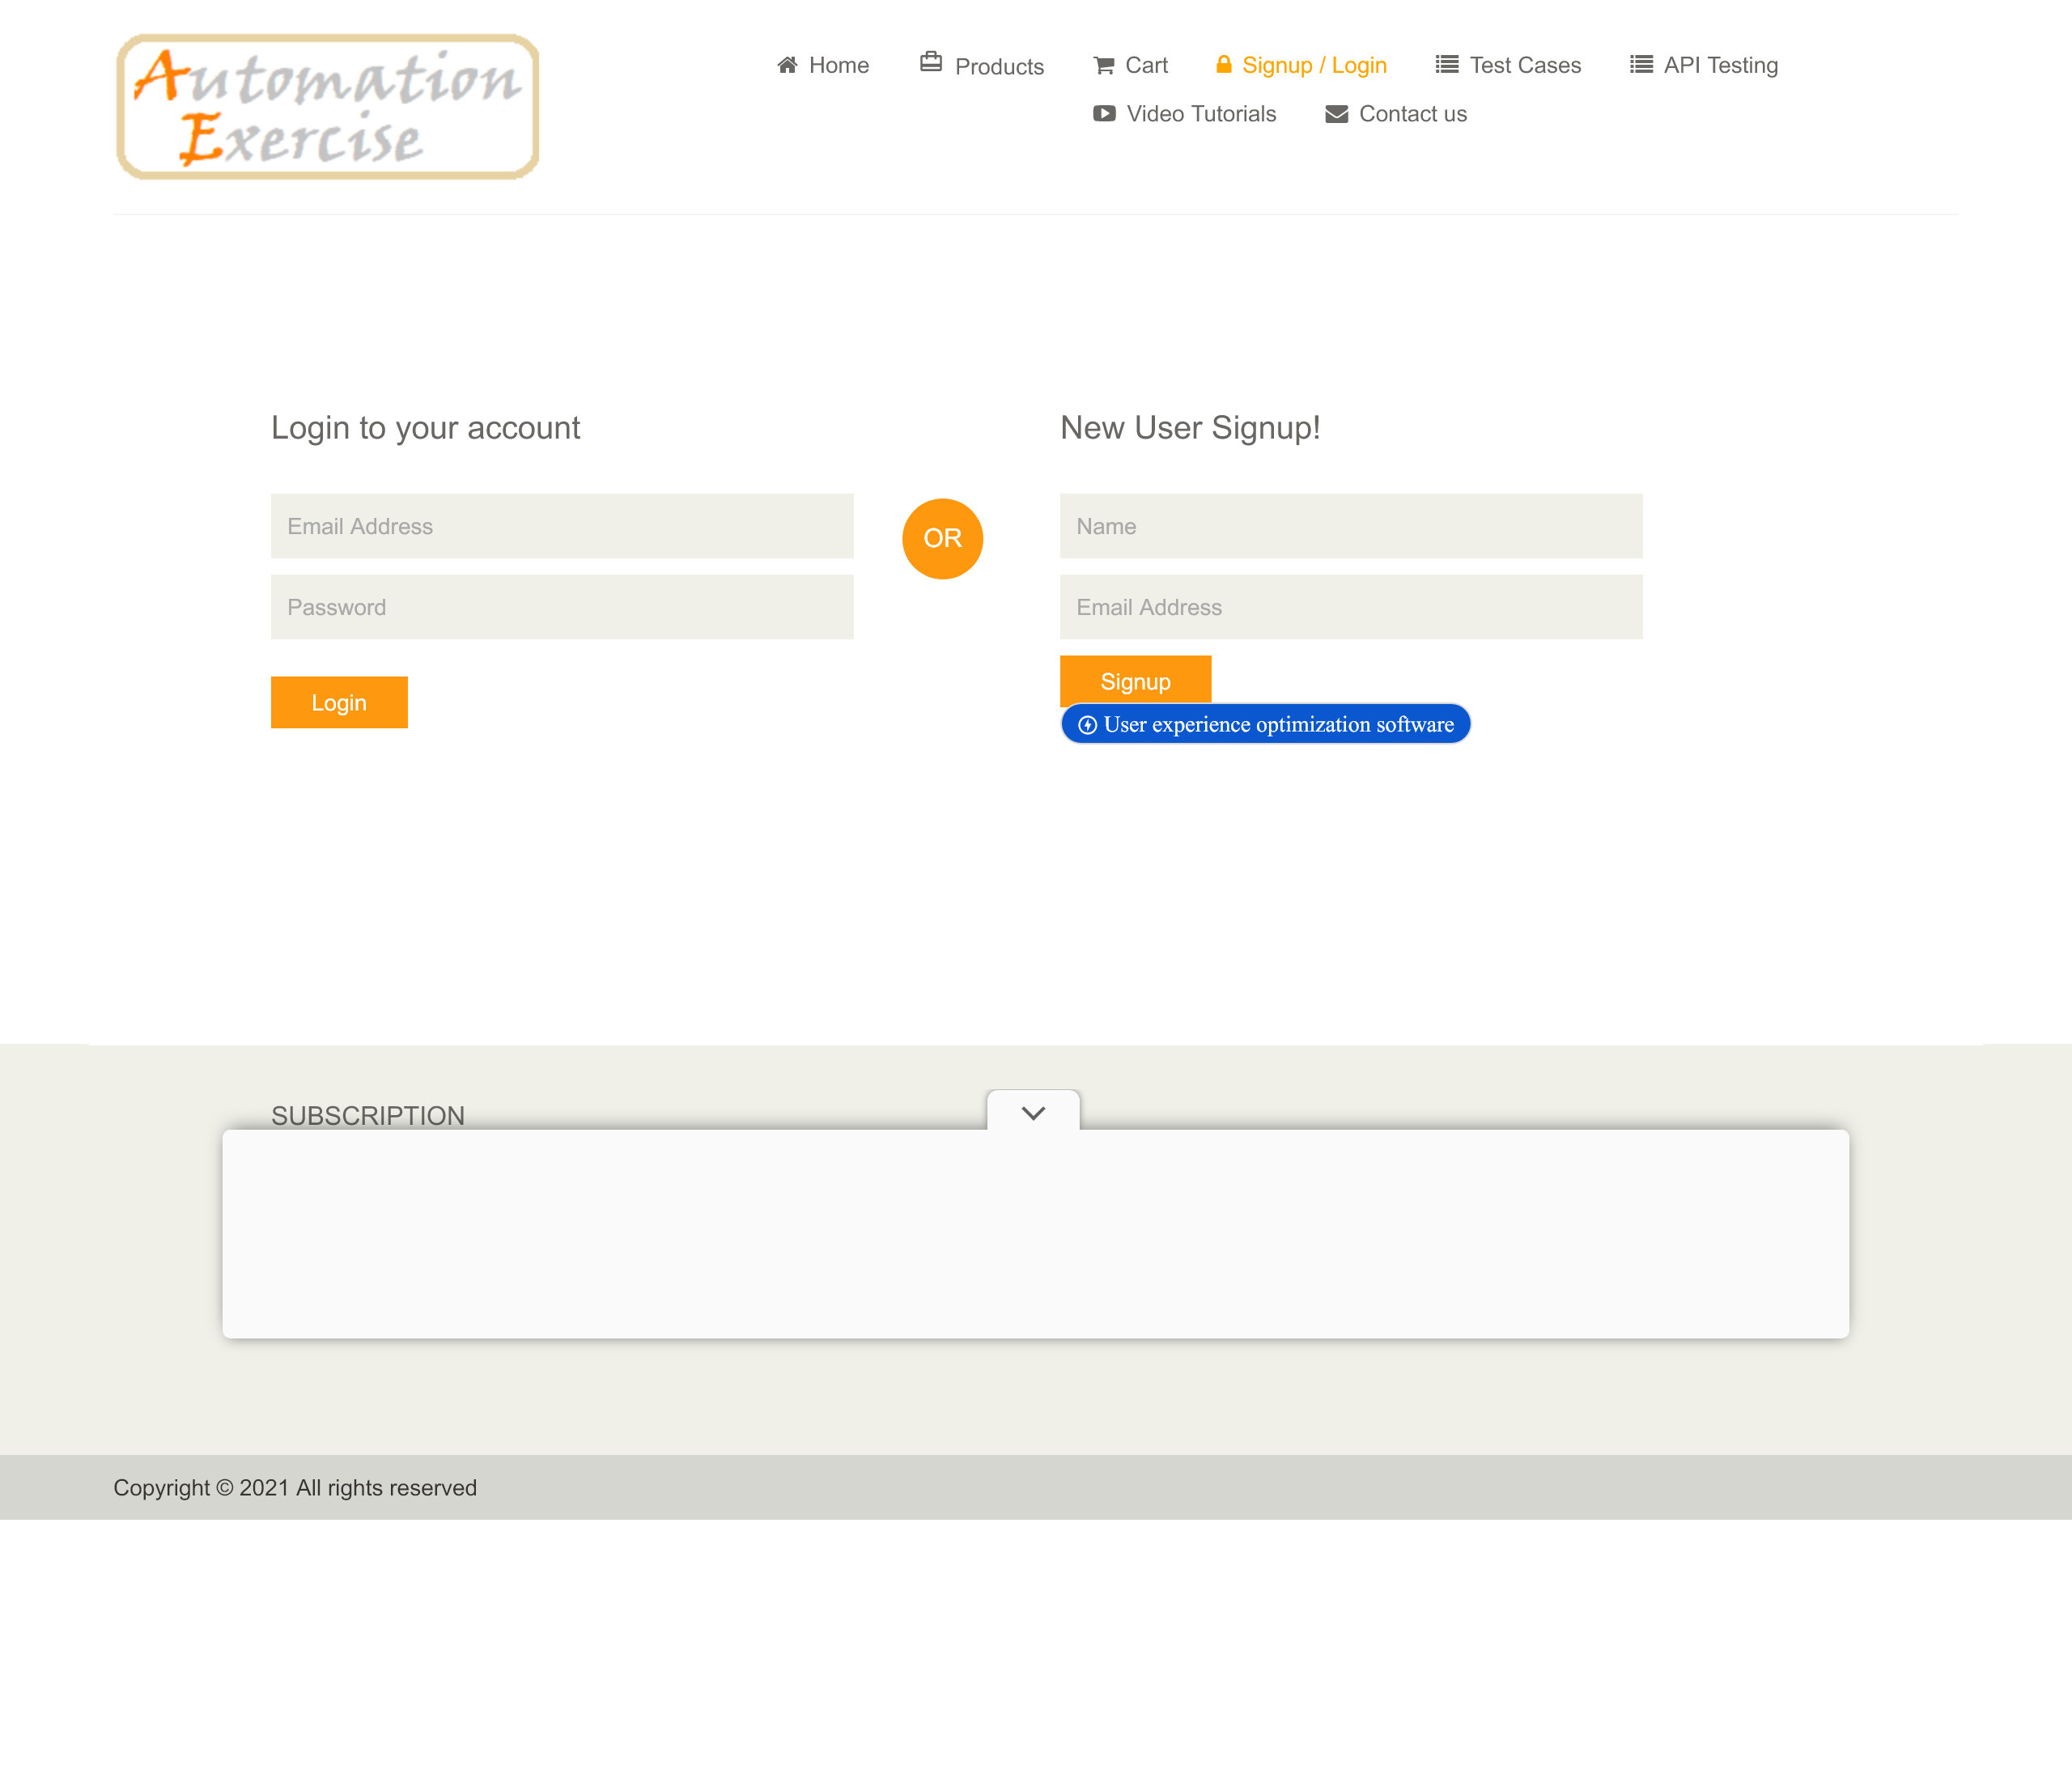 Automation
Exercise
Home
Products
Cart
Signup / Login
Test Cases
API Testing
Video Tutorials
Contact us
Login to your account
Email Address
Password
Login
OR
New User Signup!
Name
Email Address
Signup
User experience optimization software
SUBSCRIPTION
Copyright © 2021 All rights reserved